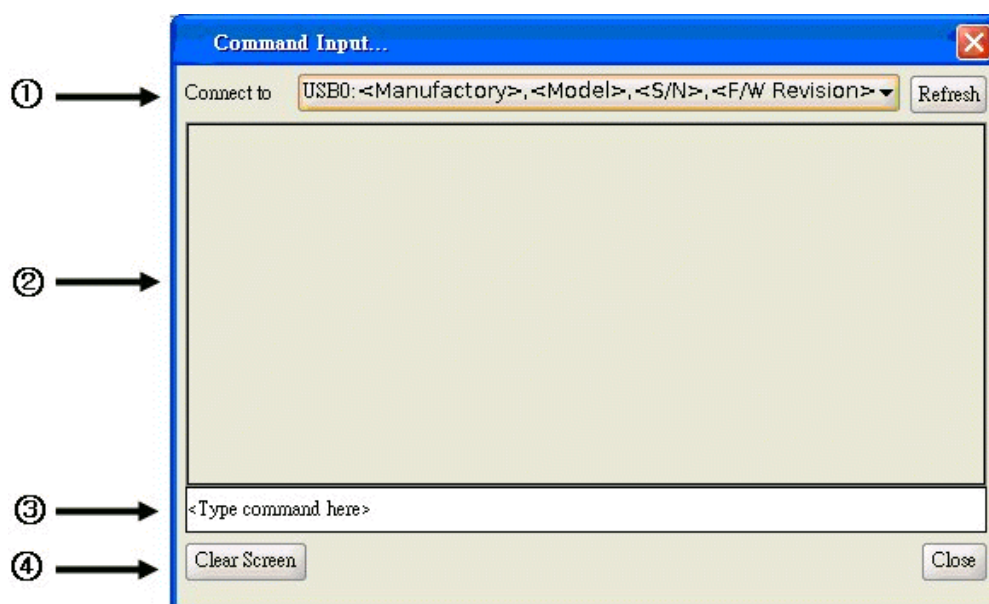 Command Input...
① Connect to USB0:<Manufactory>,<Model>,<S/N>,<F/W Revision> Refresh
②
③ <Type command here>
④ Clear Screen Close